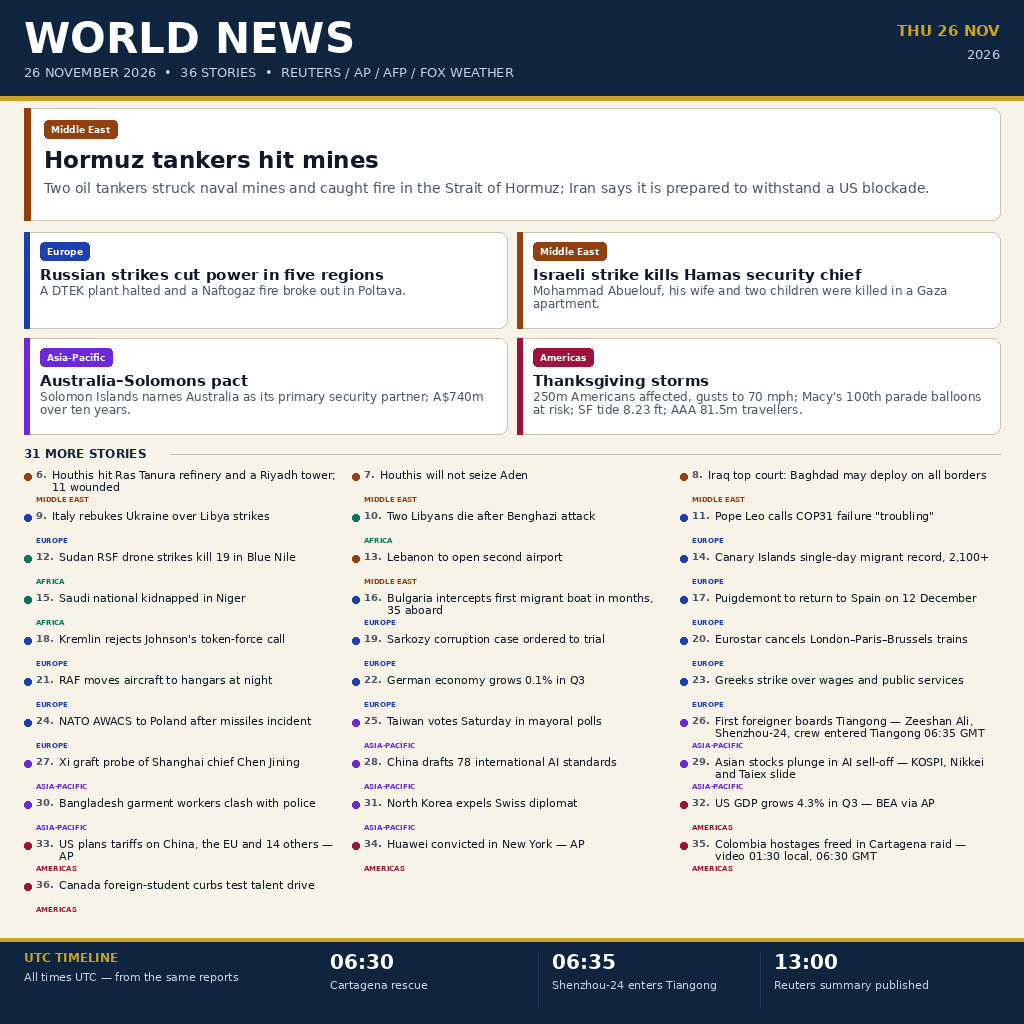 WORLD NEWS
26 NOVEMBER 2026 • 36 STORIES • REUTERS / AP / AFP / FOX WEATHER
THU 26 NOV
2026
Middle East
Hormuz tankers hit mines
Two oil tankers struck naval mines and caught fire in the Strait of Hormuz; Iran says it is prepared to withstand a US blockade.
Europe
Russian strikes cut power in five regions
A DTEK plant halted and a Naftogaz fire broke out in Poltava.
Middle East
Israeli strike kills Hamas security chief
Mohammad Abuelouf, his wife and two children were killed in a Gaza
apartment.
Asia-Pacific
Australia–Solomons pact
Solomon Islands names Australia as its primary security partner; A$740m
over ten years.
Americas
Thanksgiving storms
250m Americans affected, gusts to 70 mph; Macy's 100th parade balloons
at risk; SF tide 8.23 ft; AAA 81.5m travellers.
31 MORE STORIES
6. Houthis hit Ras Tanura refinery and a Riyadh tower;
11 wounded
MIDDLE EAST
7. Houthis will not seize Aden
MIDDLE EAST
8. Iraq top court: Baghdad may deploy on all borders
MIDDLE EAST
9. Italy rebukes Ukraine over Libya strikes
EUROPE
10. Two Libyans die after Benghazi attack
AFRICA
11. Pope Leo calls COP31 failure "troubling"
EUROPE
12. Sudan RSF drone strikes kill 19 in Blue Nile
AFRICA
13. Lebanon to open second airport
MIDDLE EAST
14. Canary Islands single-day migrant record, 2,100+
EUROPE
15. Saudi national kidnapped in Niger
AFRICA
16. Bulgaria intercepts first migrant boat in months,
35 aboard
EUROPE
17. Puigdemont to return to Spain on 12 December
EUROPE
18. Kremlin rejects Johnson's token-force call
EUROPE
19. Sarkozy corruption case ordered to trial
EUROPE
20. Eurostar cancels London–Paris–Brussels trains
EUROPE
21. RAF moves aircraft to hangars at night
EUROPE
22. German economy grows 0.1% in Q3
EUROPE
23. Greeks strike over wages and public services
EUROPE
24. NATO AWACS to Poland after missiles incident
EUROPE
25. Taiwan votes Saturday in mayoral polls
ASIA-PACIFIC
26. First foreigner boards Tiangong — Zeeshan Ali,
Shenzhou-24, crew entered Tiangong 06:35 GMT
ASIA-PACIFIC
27. Xi graft probe of Shanghai chief Chen Jining
ASIA-PACIFIC
28. China drafts 78 international AI standards
ASIA-PACIFIC
29. Asian stocks plunge in AI sell-off — KOSPI, Nikkei
and Taiex slide
ASIA-PACIFIC
30. Bangladesh garment workers clash with police
ASIA-PACIFIC
31. North Korea expels Swiss diplomat
ASIA-PACIFIC
32. US GDP grows 4.3% in Q3 — BEA via AP
AMERICAS
33. US plans tariffs on China, the EU and 14 others —
AP
AMERICAS
34. Huawei convicted in New York — AP
AMERICAS
35. Colombia hostages freed in Cartagena raid —
video 01:30 local, 06:30 GMT
AMERICAS
36. Canada foreign-student curbs test talent drive
AMERICAS
UTC TIMELINE
All times UTC — from the same reports
06:30
Cartagena rescue
06:35
Shenzhou-24 enters Tiangong
13:00
Reuters summary published